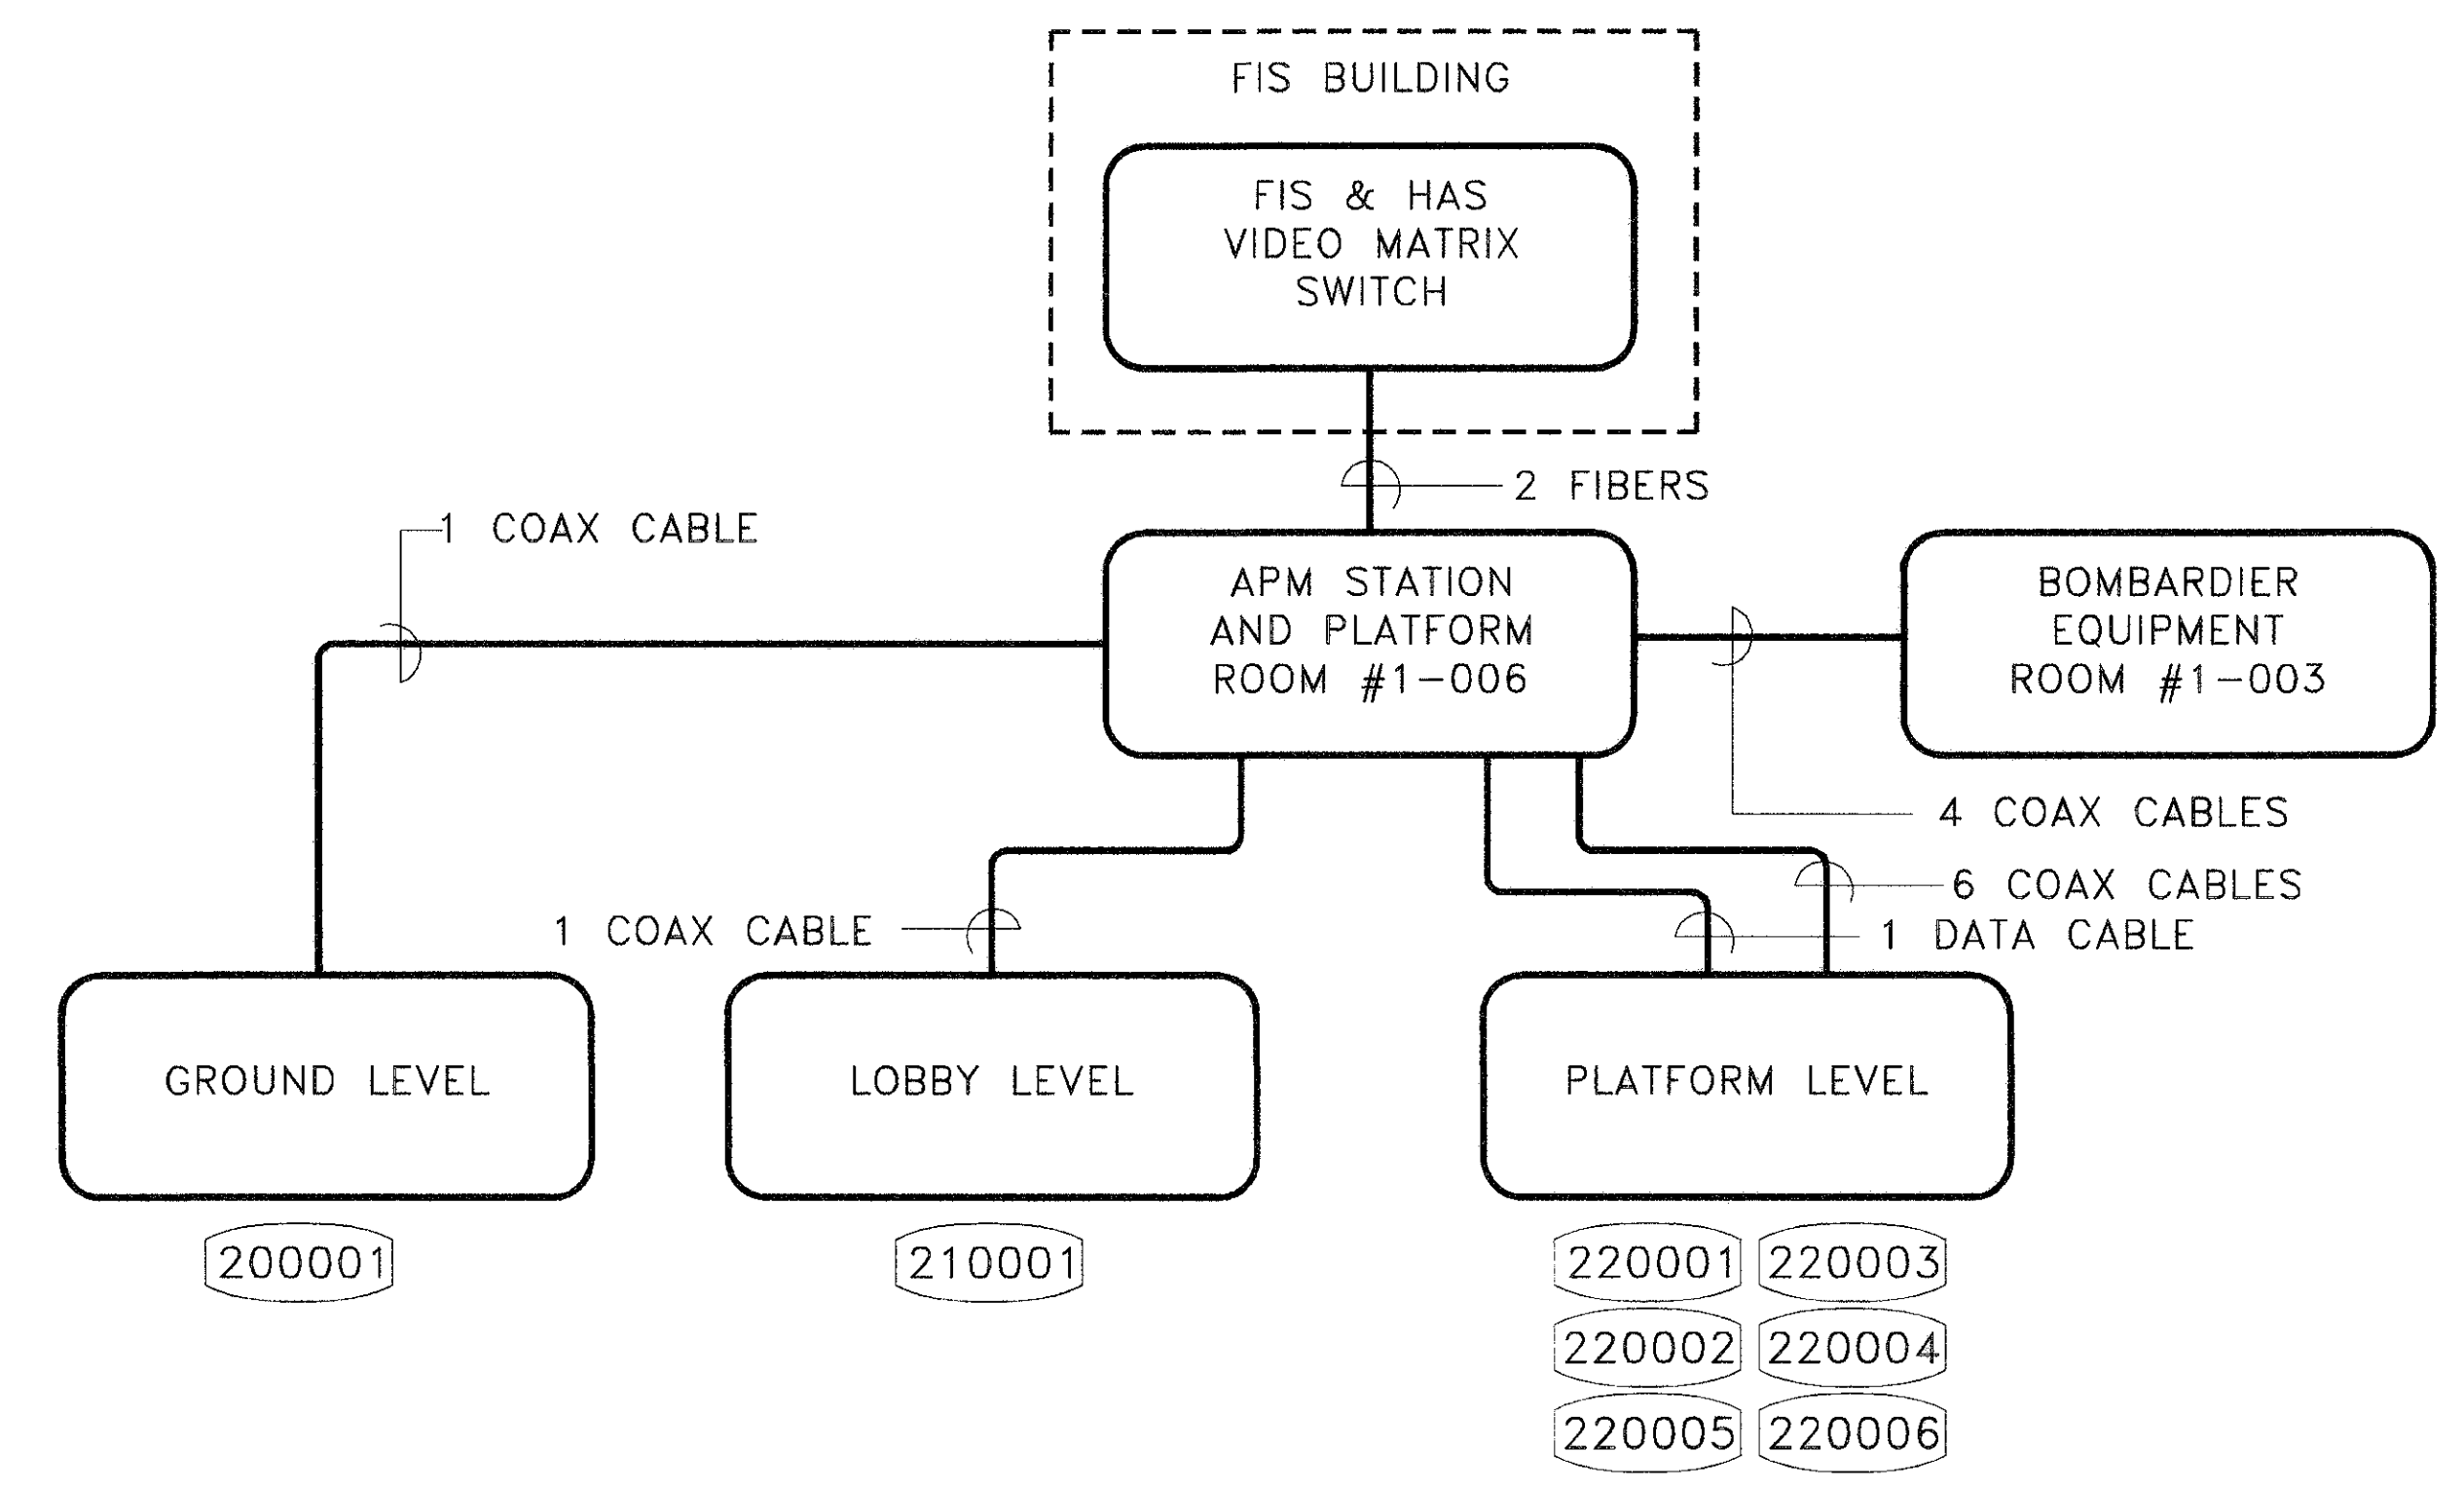 FIS BUILDING
FIS & HAS
VIDEO MATRIX
SWITCH
2 FIBERS
1 COAX CABLE
APM STATION
AND PLATFORM
ROOM #1-006
BOMBARDIER
EQUIPMENT
ROOM #1-003
4 COAX CABLES
6 COAX CABLES
1 COAX CABLE
1 DATA CABLE
GROUND LEVEL
LOBBY LEVEL
PLATFORM LEVEL
200001
210001
220001 220003
220002 220004
220005 220006